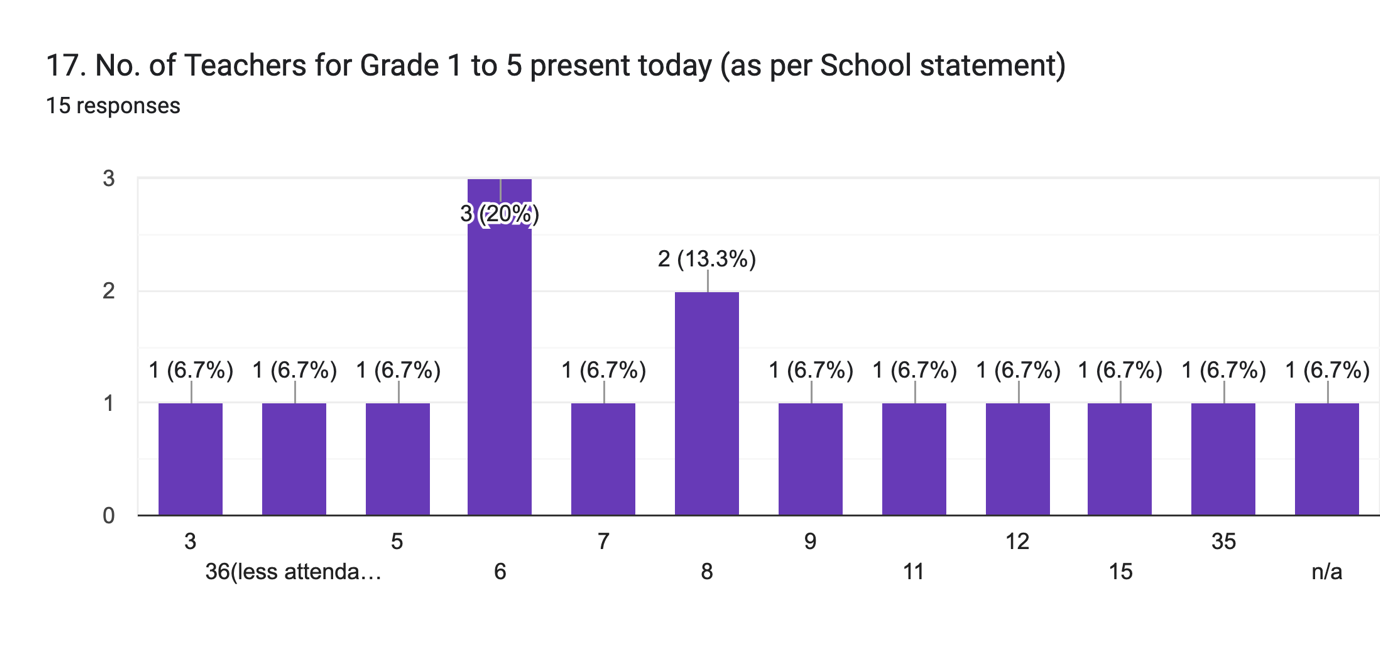 17. No. of Teachers for Grade 1 to 5 present today (as per School statement)
15 responses
3
3 (20%)
2 (13.3%)
2
1 (6.7%) 1 (6.7%) 1 (6.7%) 1 (6.7%) 1 (6.7%) 1 (6.7%) 1 (6.7%) 1 (6.7%) 1 (6.7%) 1 (6.7%)
1
0
3 5 7 9 12 35
36(less attenda… 6 8 11 15 n/a